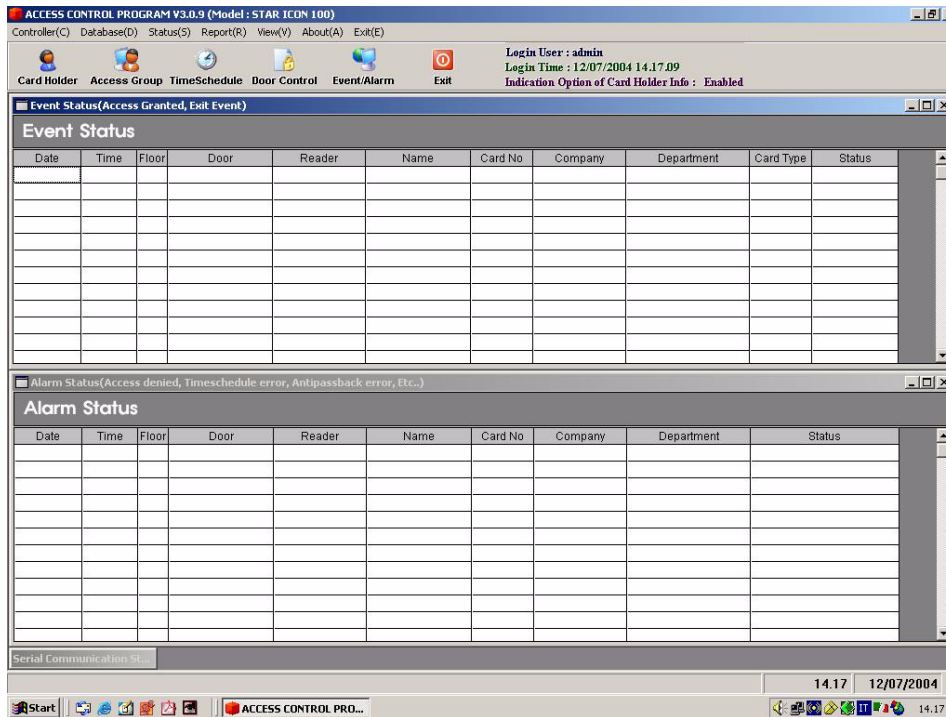 ACCESS CONTROL PROGRAM V3.0.9 (Model : STAR ICON 100)
Controller(C) Database(D) Status(S) Report(R) View(V) About(A) Exit(E)
Login User : admin
Login Time : 12/07/2004 14.17.09
Indication Option of Card Holder Info : Enabled
Card Holder Access Group TimeSchedule Door Control Event/Alarm Exit
Event Status(Access Granted, Exit Event)
Event Status
Date Time Floor Door Reader Name Card No Company Department Card Type Status
Alarm Status(Access denied, Timeschedule error, Antipassback error, Etc..)
Alarm Status
Date Time Floor Door Reader Name Card No Company Department Status
Serial Communication St...
14.17 12/07/2004
Start ACCESS CONTROL PRO... IT 14.17